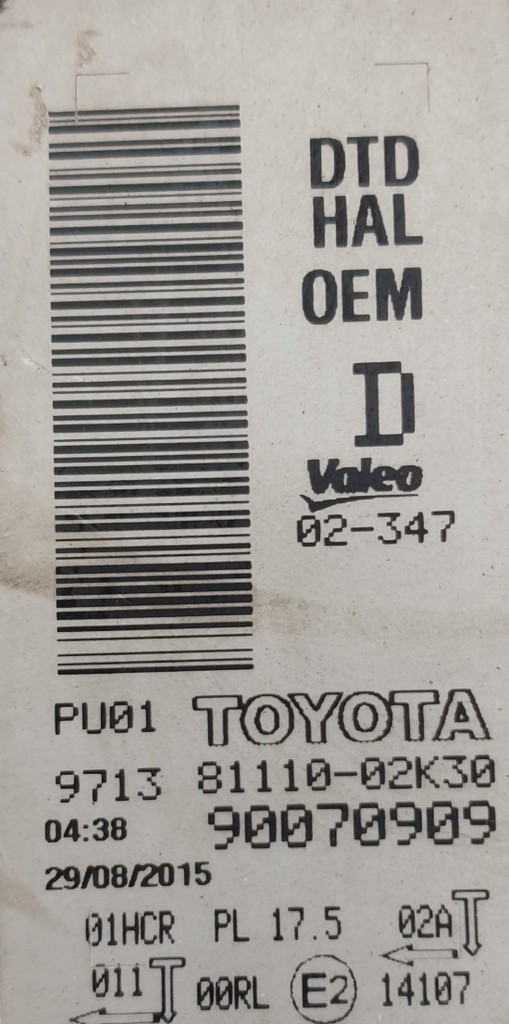 DTD
HAL
OEM
D
Valeo
02-347
PU01 TOYOTA
9713 81110-02K30
04:38 90070909
29/08/2015
01HCR PL 17.5 02A
011 00RL E2 14107